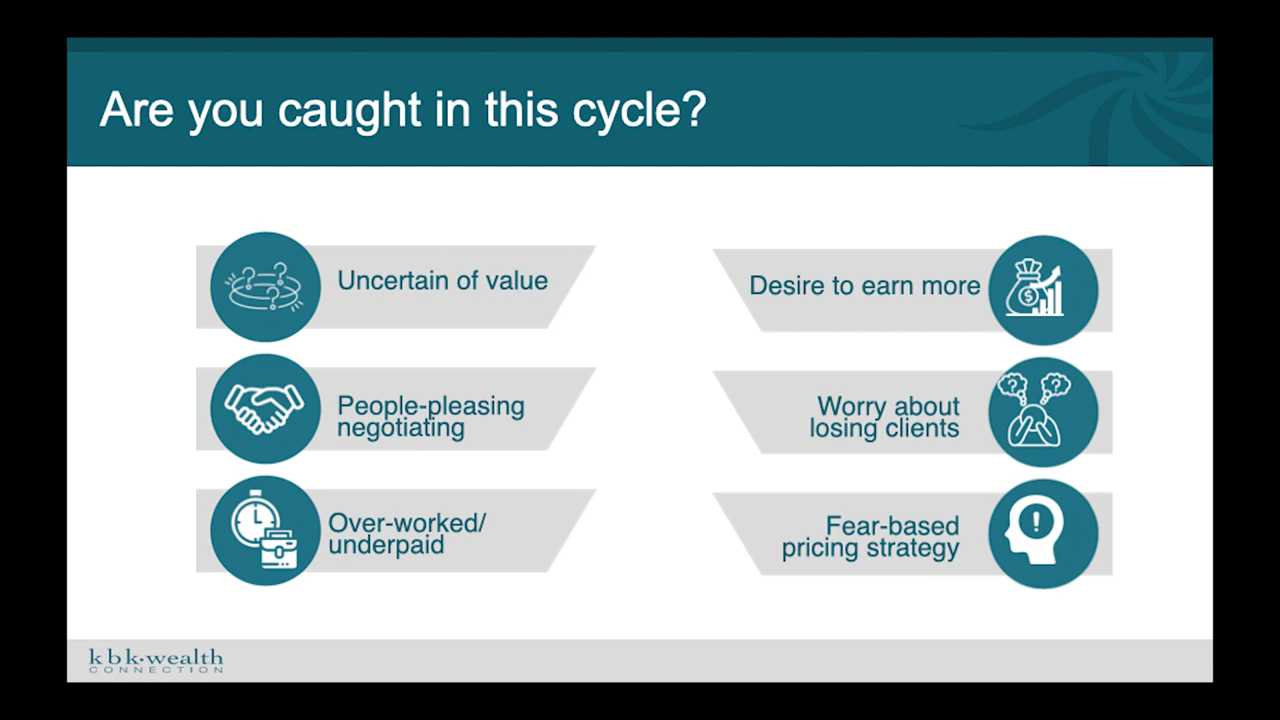 Are you caught in this cycle?
Uncertain of value
People-pleasing
negotiating
Over-worked/
underpaid
Desire to earn more
Worry about
losing clients
Fear-based
pricing strategy
kbk·wealth
CONNECTION